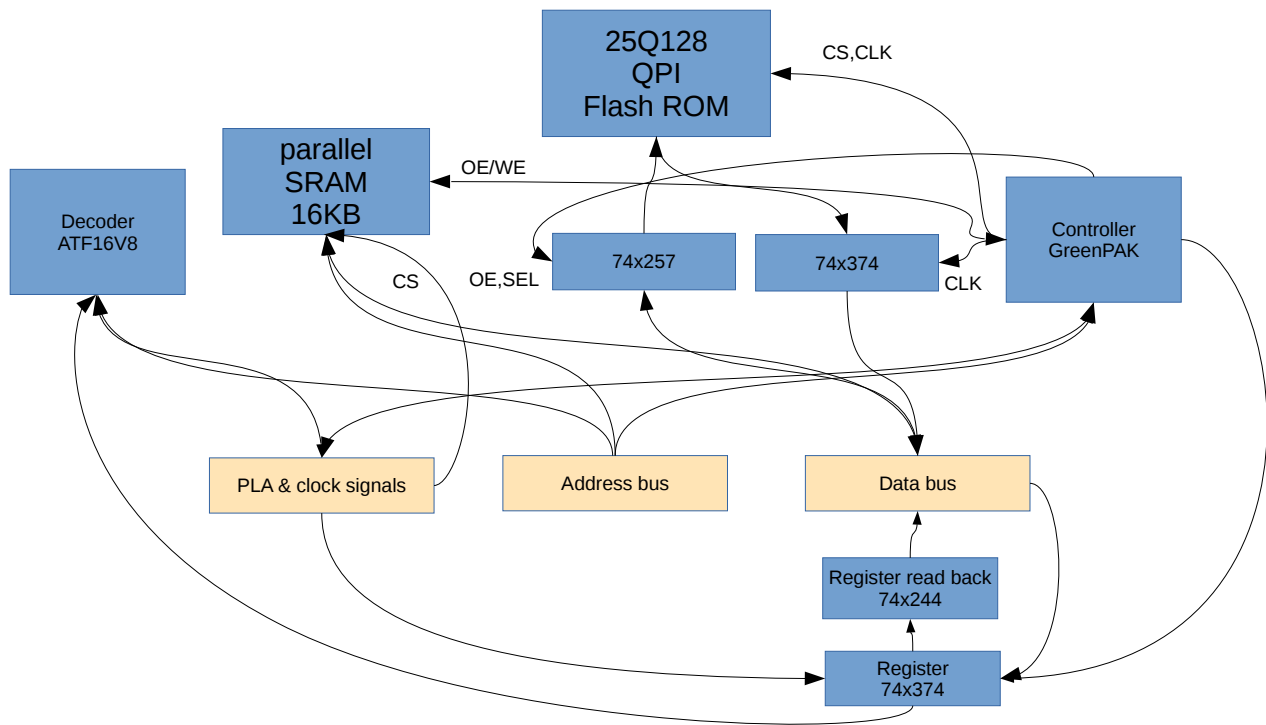 25Q128
QPI
Flash ROM
CS,CLK
parallel
SRAM
16KB
OE/WE
Decoder
ATF16V8
Controller
GreenPAK
74x257
74x374
OE,SEL
CS
CLK
PLA & clock signals
Address bus
Data bus
Register read back
74x244
Register
74x374